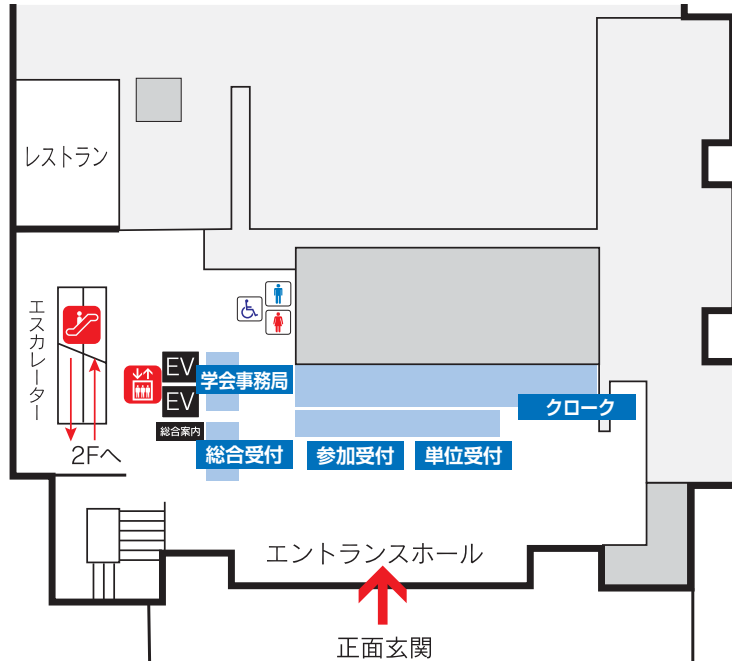 レストラン
エスカレーター
EV
学会事務局
EV
クローク
総合案内
総合受付
参加受付
単位受付
2Fへ
エントランスホール
正面玄関